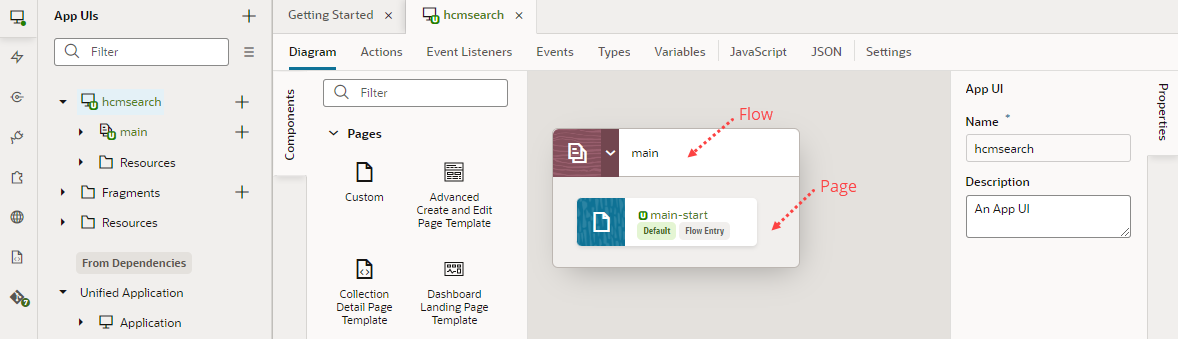 App UIs
Filter
hcmsearch
main
Resources
Fragments
Resources
From Dependencies
Unified Application
Application
Getting Started
hcmsearch
Diagram Actions Event Listeners Events Types Variables JavaScript JSON Settings
Components
Filter
Pages
Custom
Advanced
Create and Edit
Page Template
Collection
Detail Page
Template
Dashboard
Landing Page
Template
Flow
main
Page
U main-start
Default Flow Entry
App UI
Name *
hcmsearch
Description
An App UI
Properties